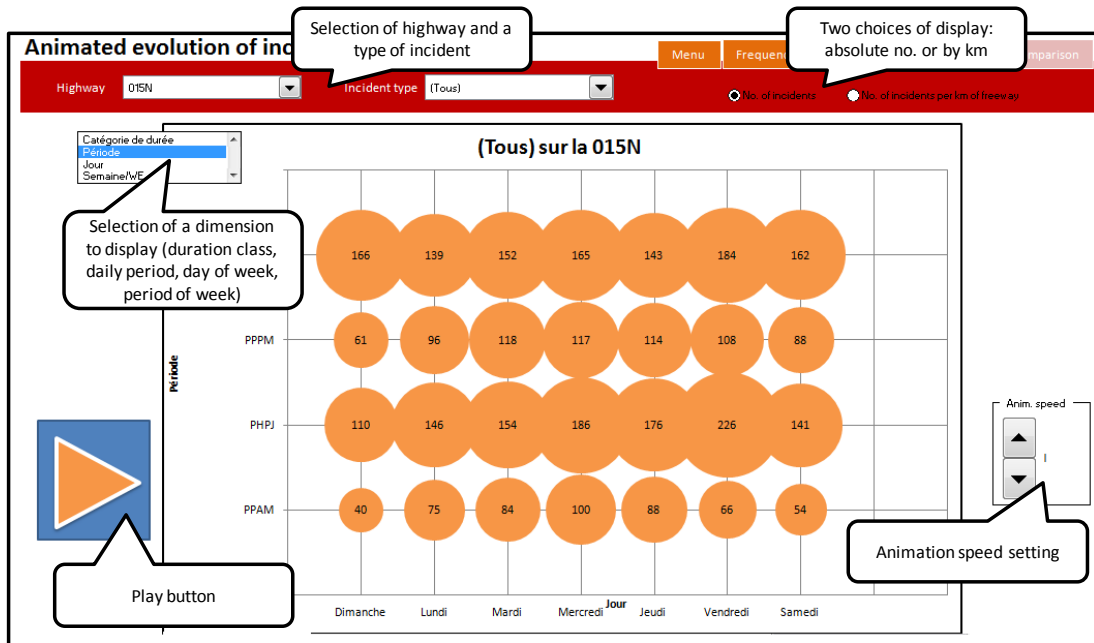 Animated evolution of inc
Selection of highway and a
type of incident
Two choices of display:
absolute no. or by km
Menu
Frequen
mparison
Highway
015N
Incident type
(Tous)
No. of incidents
No. of incidents per km of freeway
Catégorie de durée
Période
Jour
Semaine/WE
(Tous) sur la 015N
Selection of a dimension
to display (duration class,
daily period, day of week,
period of week)
166 139 152 165 143 184 162
PPPM 61 96 118 117 114 108 88
Période
PHPJ 110 146 154 186 176 226 141
PPAM 40 75 84 100 88 66 54
Anim. speed
Animation speed setting
Play button
Dimanche Lundi Mardi Mercredi Jeudi Vendredi Samedi
Jour